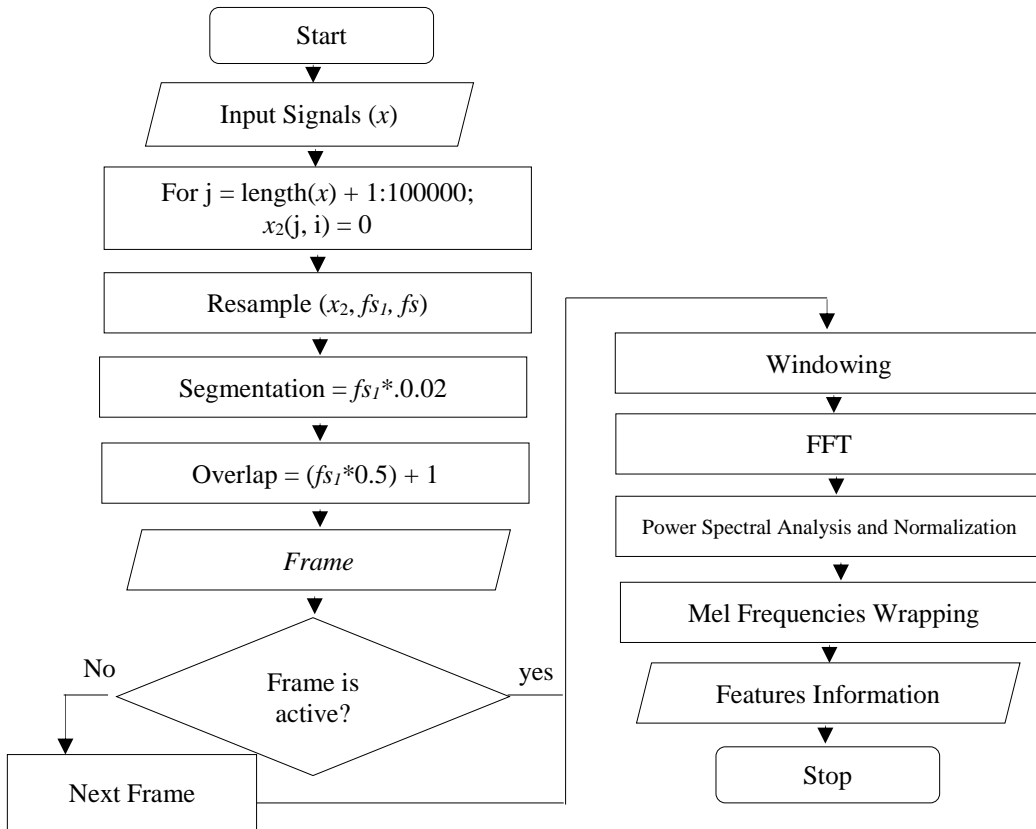 Start
Input Signals (x)
For j = length(x) + 1:100000;
x₂(j, i) = 0
Resample (x₂, fs₁, fs)
Segmentation = fs₁*.0.02
Overlap = (fs₁*0.5) + 1
Frame
Frame is
active?
No
yes
Next Frame
Windowing
FFT
Power Spectral Analysis and Normalization
Mel Frequencies Wrapping
Features Information
Stop